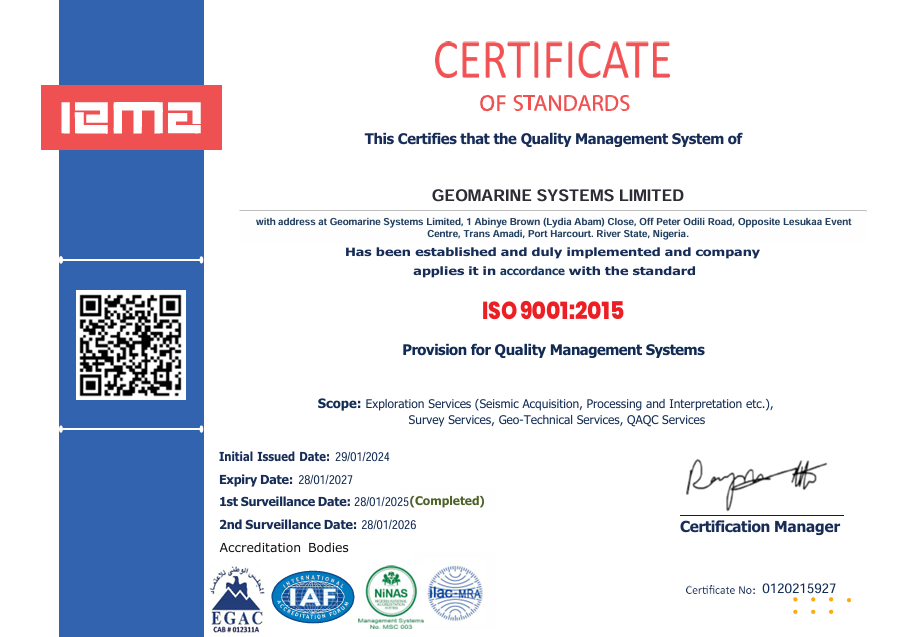 IEMA
CERTIFICATE
OF STANDARDS
This Certifies that the Quality Management System of
GEOMARINE SYSTEMS LIMITED
with address at Geomarine Systems Limited, 1 Abinye Brown (Lydia Abam) Close, Off Peter Odili Road, Opposite Lesukaa Event
Centre, Trans Amadi, Port Harcourt. River State, Nigeria.
Has been established and duly implemented and company
applies it in accordance with the standard
ISO 9001:2015
Provision for Quality Management Systems
Scope: Exploration Services (Seismic Acquisition, Processing and Interpretation etc.),
Survey Services, Geo-Technical Services, QAQC Services
Initial Issued Date: 29/01/2024
Expiry Date: 28/01/2027
1st Surveillance Date: 28/01/2025(Completed)
2nd Surveillance Date: 28/01/2026
Certification Manager
Accreditation Bodies
المجلس الوطني للاعتماد
EGAC
CAB # 012311A
INTERNATIONAL
IAF
ACCREDITATION FORUM
NiNAS
Management Systems
No. MSC 003
ilac-MRA
Certificate No: 0120215927